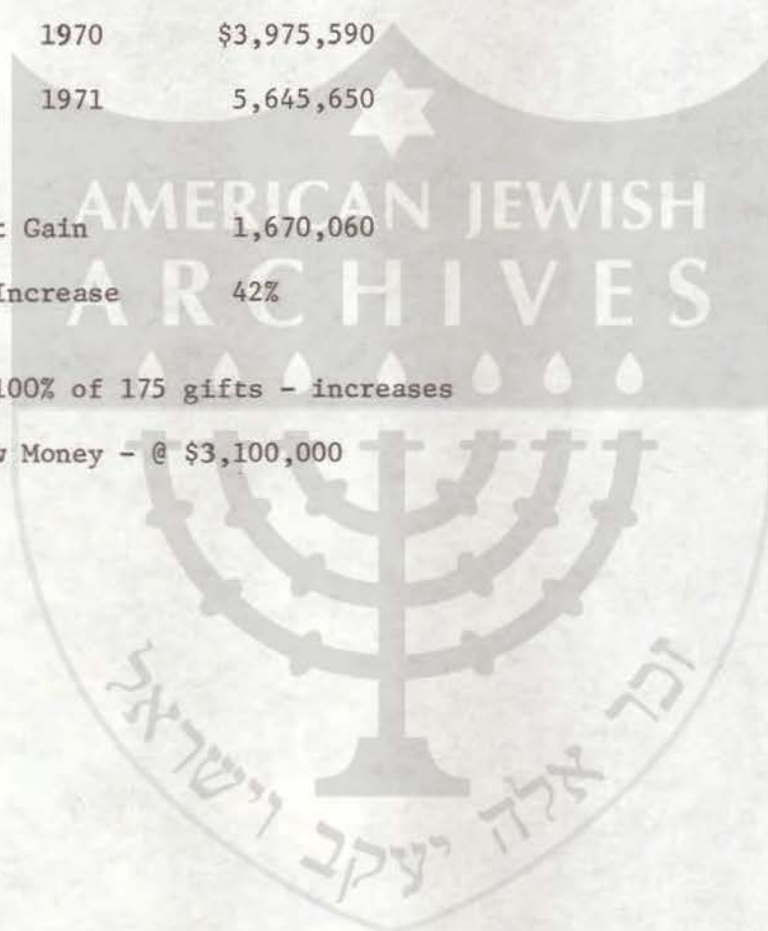 1970 $3,975,590
1971 5,645,650
Gain 1,670,060
Increase 42%
100% of 175 gifts - increases
Money - @ $3,100,000
AMERICAN JEWISH
ARCHIVES
זכר אלה יעקב וישראל